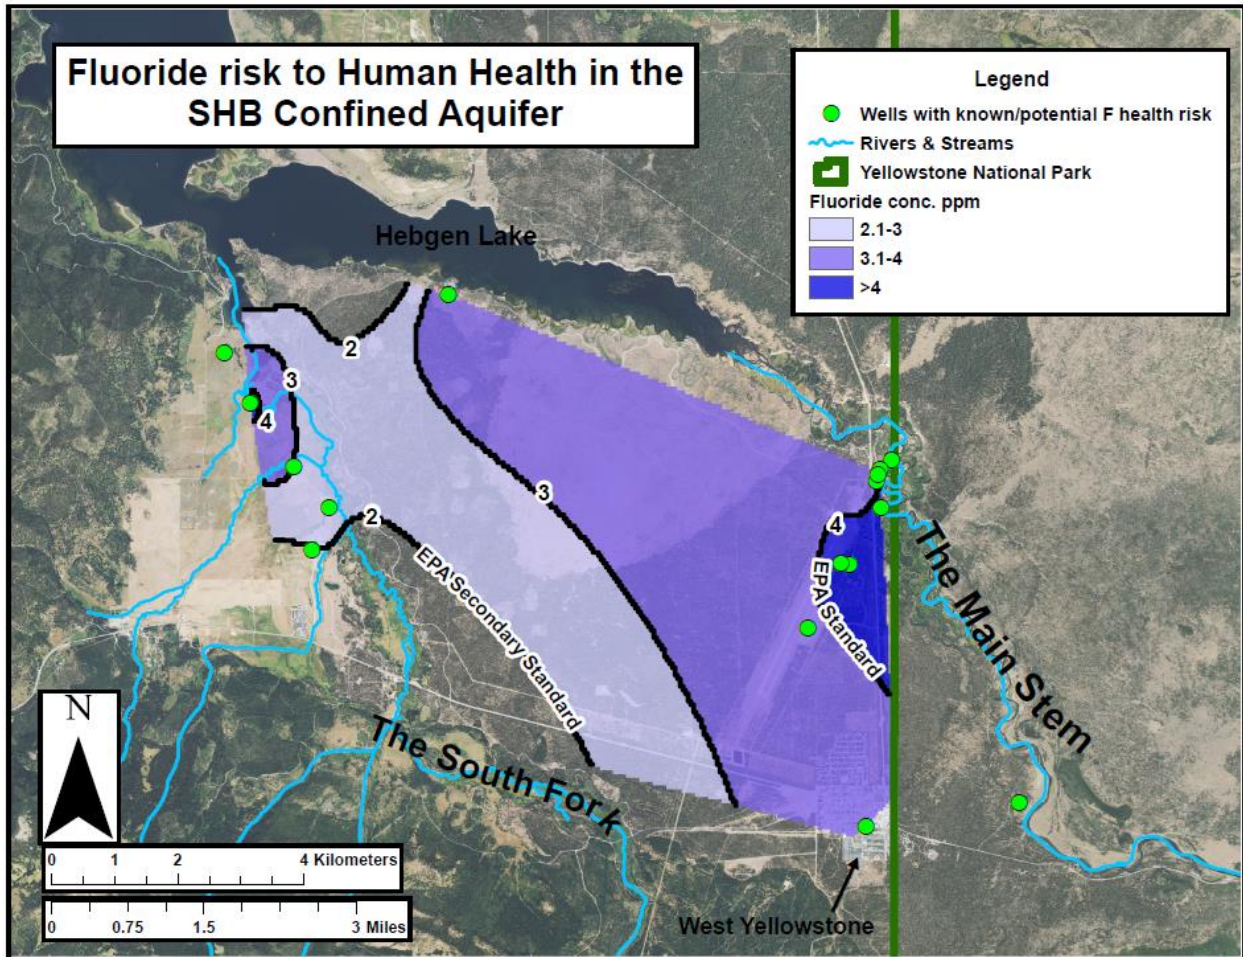 Fluoride risk to Human Health in the
SHB Confined Aquifer
Legend
Wells with known/potential F health risk
Rivers & Streams
Yellowstone National Park
Fluoride conc. ppm
2.1-3
3.1-4
>4
Hebgen Lake
2
3
4
2
3
4
EPA Secondary Standard
EPA Standard
The Main Stem
The South Fork
West Yellowstone
N
0 1 2 4 Kilometers
0 0.75 1.5 3 Miles